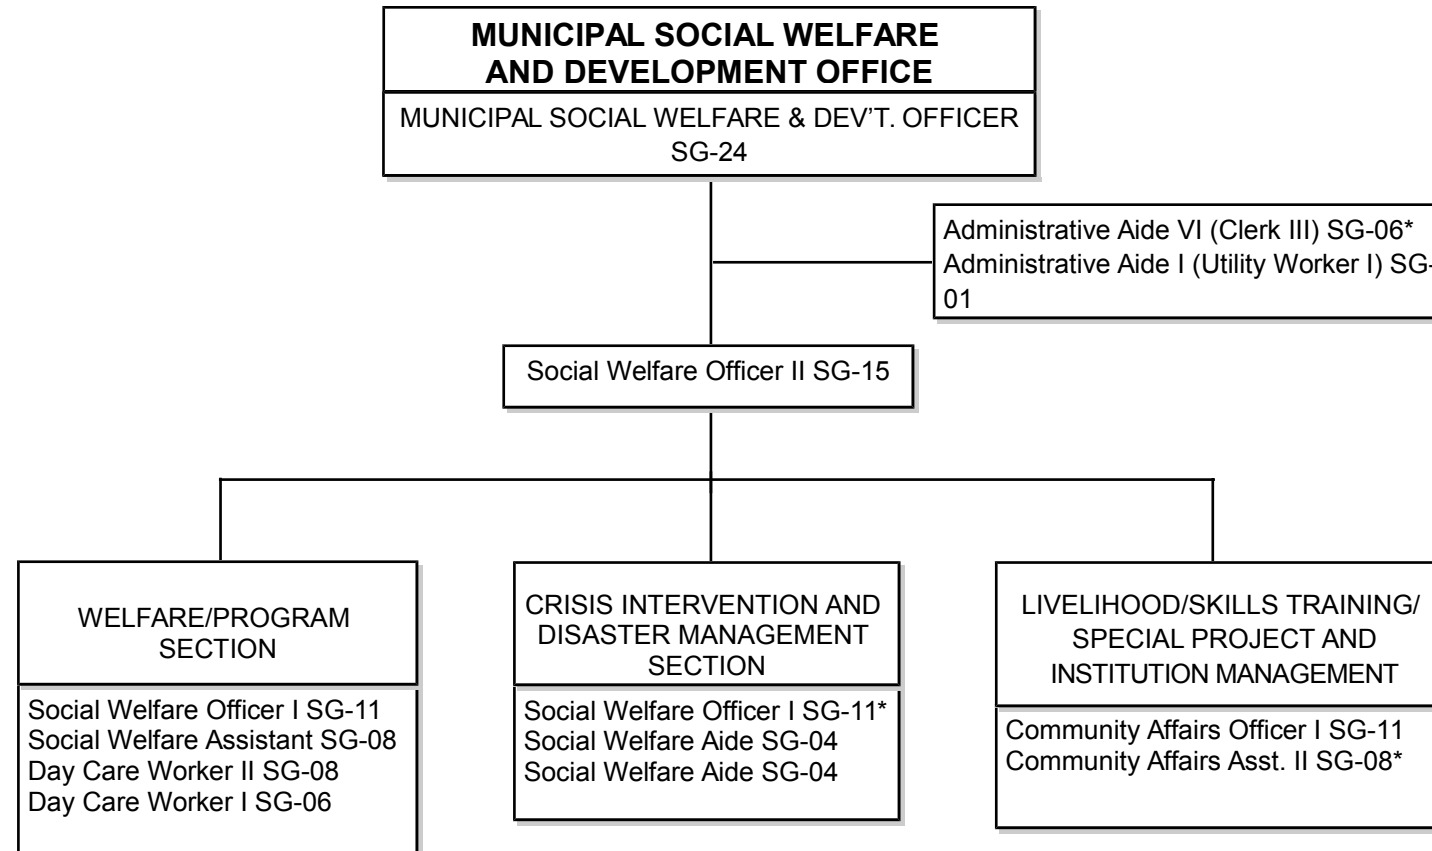 MUNICIPAL SOCIAL WELFARE
AND DEVELOPMENT OFFICE
MUNICIPAL SOCIAL WELFARE & DEV’T. OFFICER
SG-24
Administrative Aide VI (Clerk III) SG-06*
Administrative Aide I (Utility Worker I) SG-
01
Social Welfare Officer II SG-15
WELFARE/PROGRAM
SECTION
Social Welfare Officer I SG-11
Social Welfare Assistant SG-08
Day Care Worker II SG-08
Day Care Worker I SG-06
CRISIS INTERVENTION AND
DISASTER MANAGEMENT
SECTION
Social Welfare Officer I SG-11*
Social Welfare Aide SG-04
Social Welfare Aide SG-04
LIVELIHOOD/SKILLS TRAINING/
SPECIAL PROJECT AND
INSTITUTION MANAGEMENT
Community Affairs Officer I SG-11
Community Affairs Asst. II SG-08*